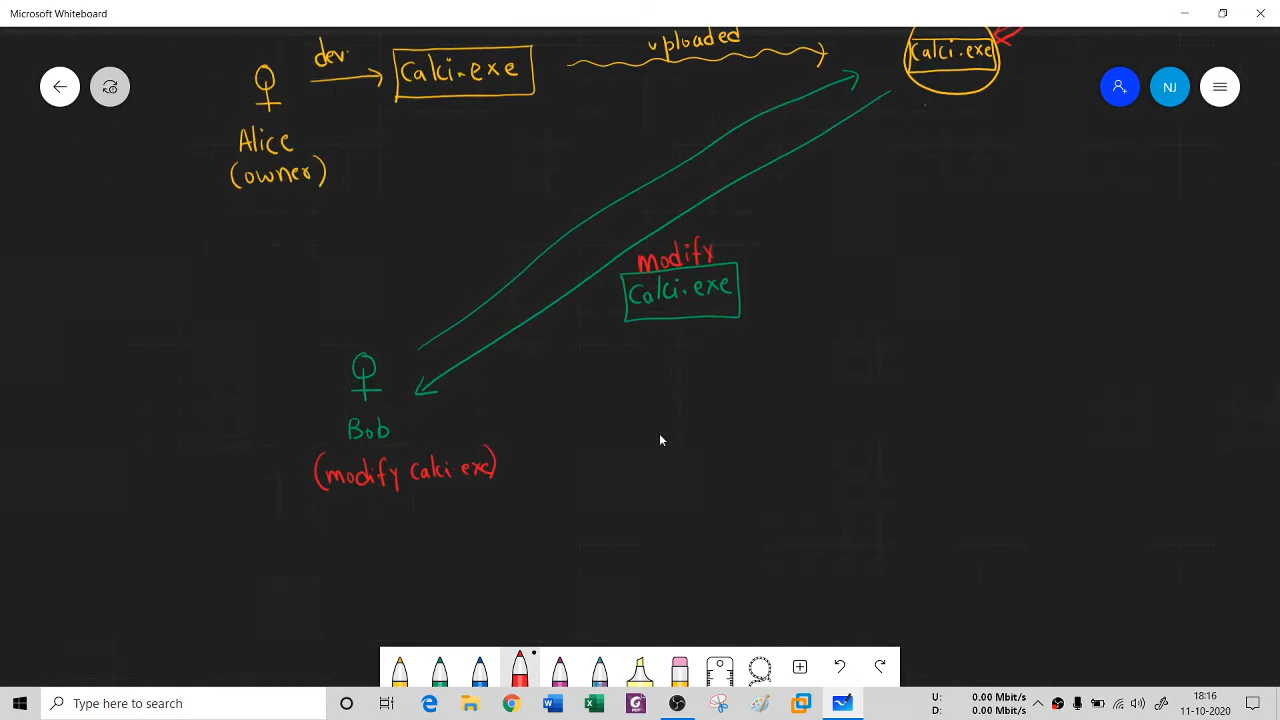 Microsoft Whiteboard
dev.
Calci.exe
uploaded
Calci.exe
NJ
Alice
(owner)
modify
Calci.exe
Bob
(modify calci exe)
Type here to search
U: 0.00 Mbit/s
D: 0.00 Mbit/s
18:16
11-10-2020